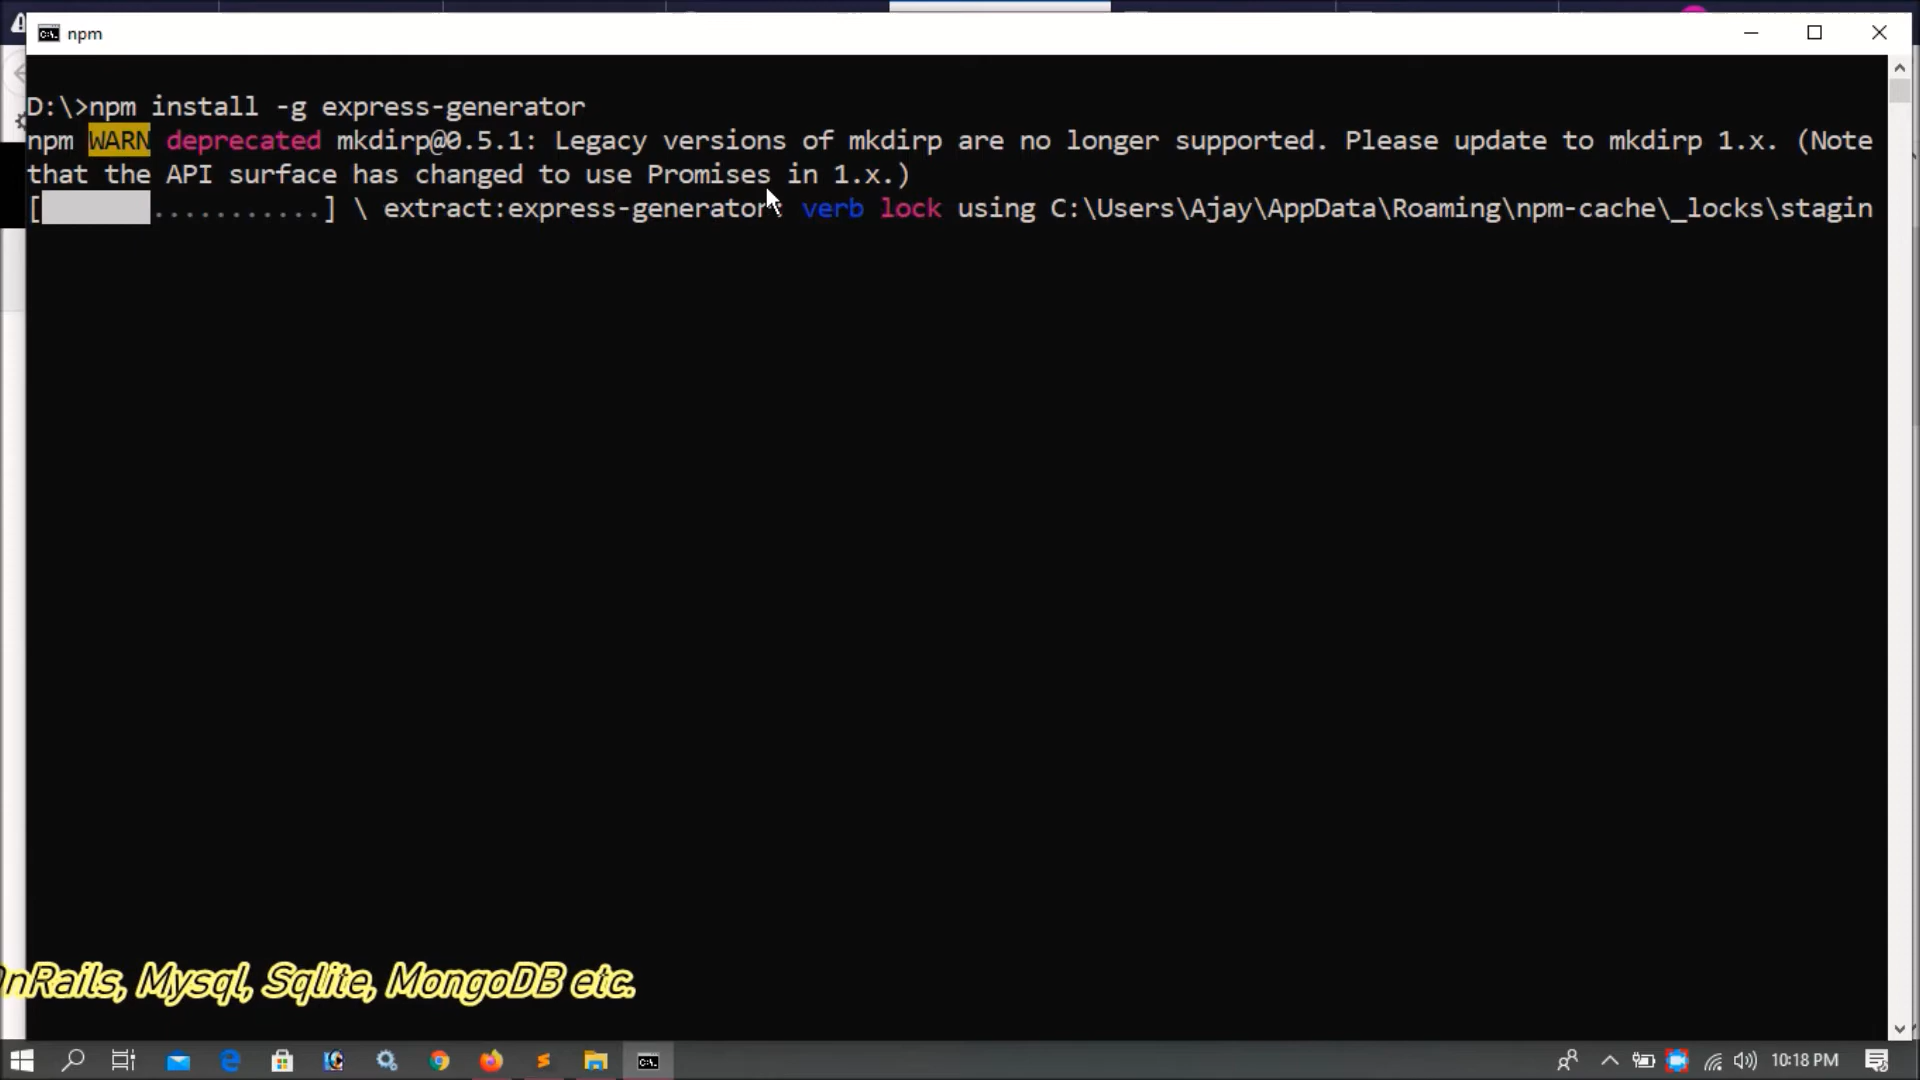 npm
D:\>npm install -g express-generator
npm WARN deprecated mkdirp@0.5.1: Legacy versions of mkdirp are no longer supported. Please update to mkdirp 1.x. (Note
that the API surface has changed to use Promises in 1.x.)
[...........] \ extract:express-generator: verb lock using C:\Users\Ajay\AppData\Roaming\npm-cache\_locks\stagin
nRails, Mysql, Sqlite, MongoDB etc.
10:18 PM